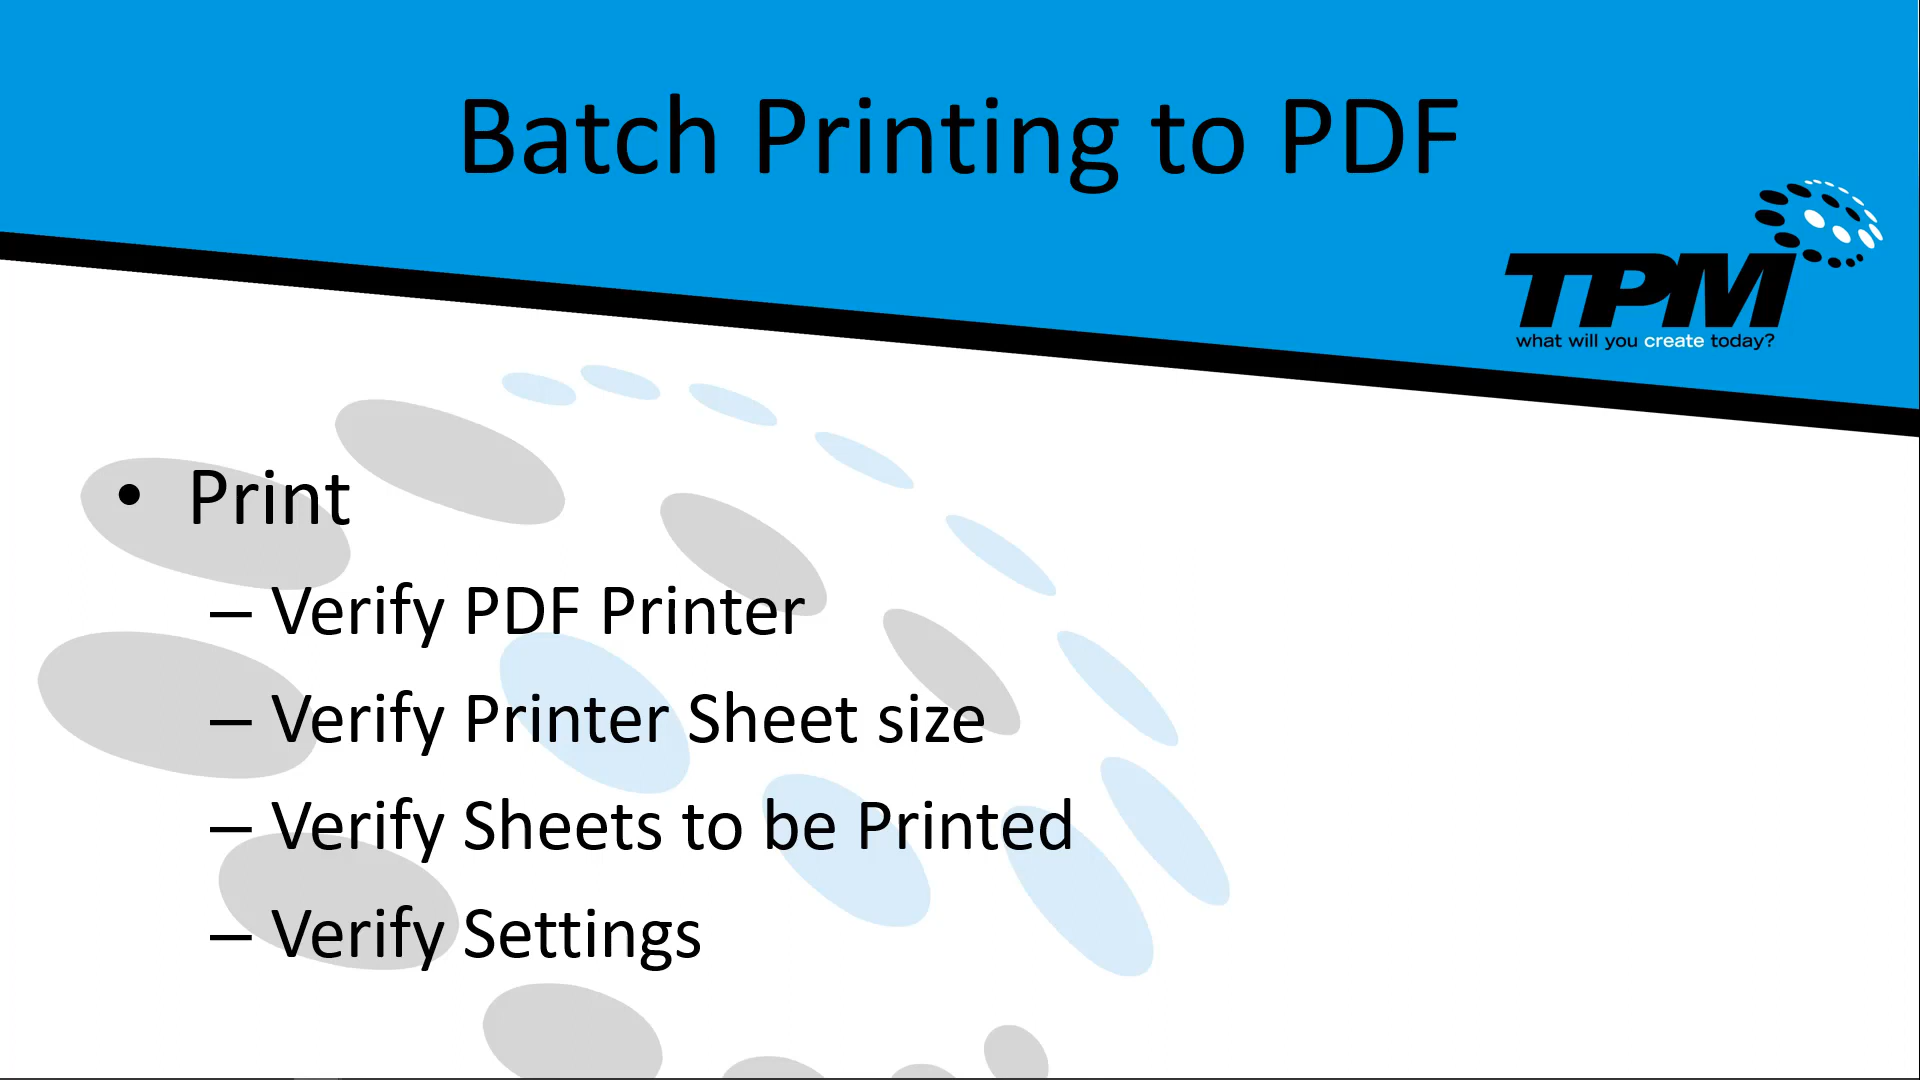 Batch Printing to PDF
TPM
what will you create today?
• Print
– Verify PDF Printer
– Verify Printer Sheet size
– Verify Sheets to be Printed
– Verify Settings